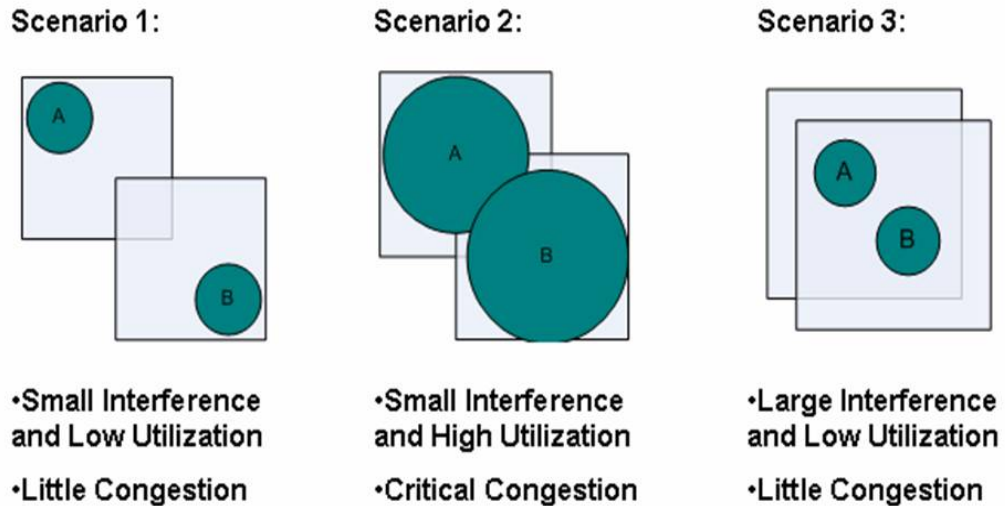 Scenario 1:
A
B
•Small Interference
and Low Utilization
•Little Congestion
Scenario 2:
A
B
•Small Interference
and High Utilization
•Critical Congestion
Scenario 3:
A
B
•Large Interference
and Low Utilization
•Little Congestion